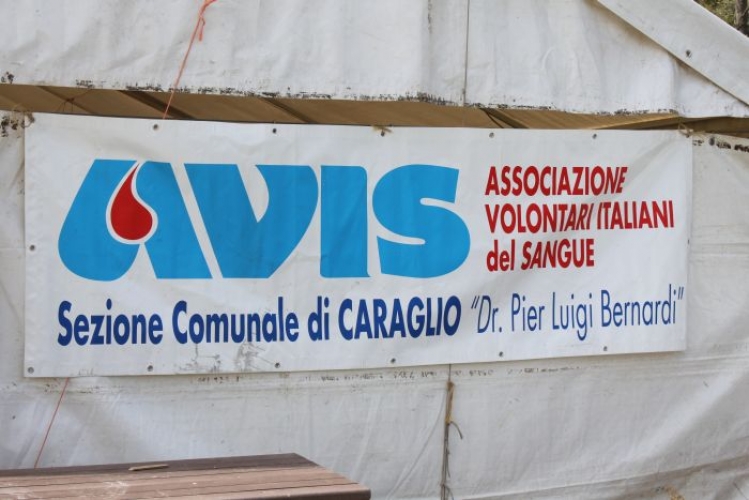 AVIS
ASSOCIAZIONE
VOLONTARI ITALIANI
del SANGUE
Sezione Comunale di CARAGLIO "Dr. Pier Luigi Bernardi"